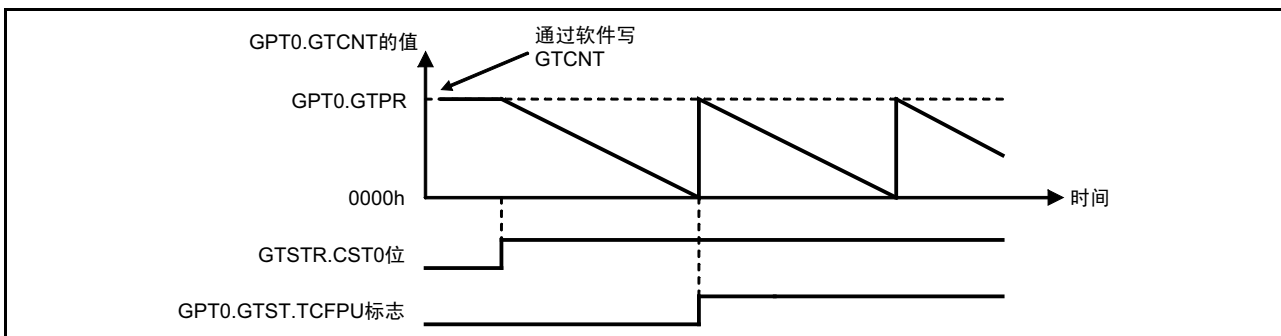 GPT0.GTCNT的值
通过软件写
GTCNT
GPT0.GTPR
0000h
时间
GTSTR.CST0位
GPT0.GTST.TCFPU标志